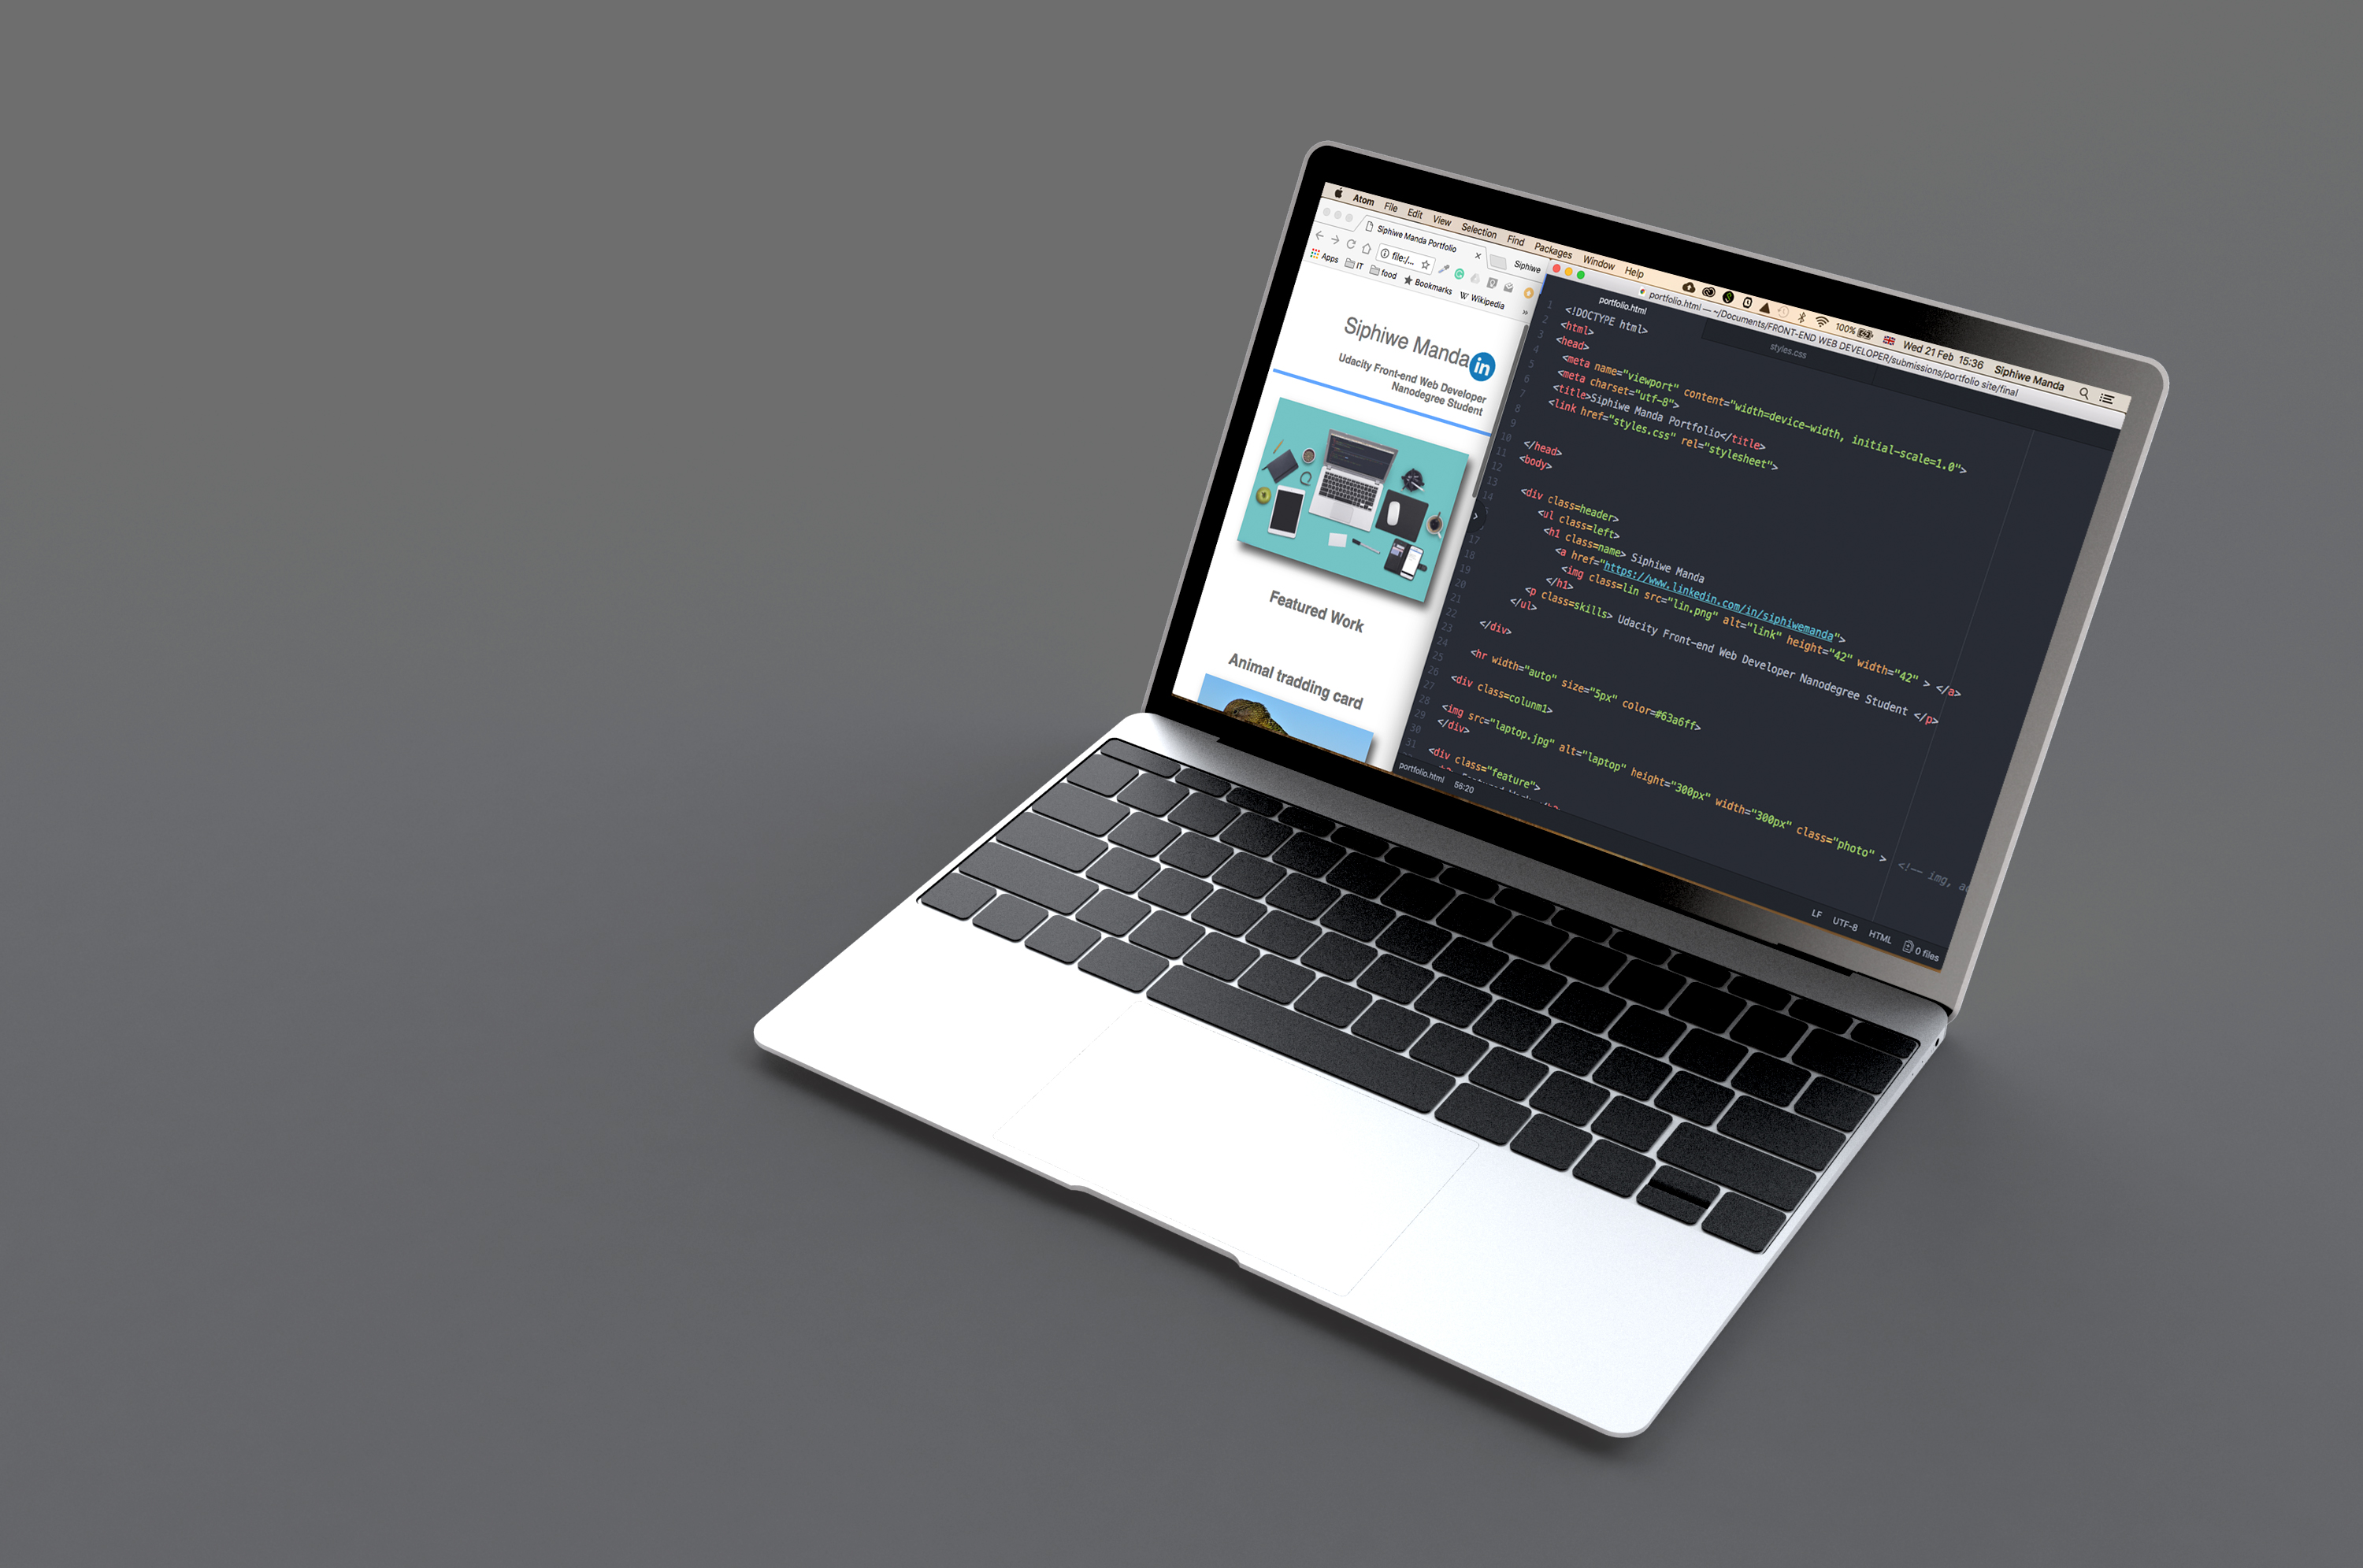 Atom File Edit View Selection Find Packages Window Help
100% Wed 21 Feb 15:36 Siphiwe Manda
Siphiwe Manda Portfolio
Siphiwe
file:/...
Apps IT food Bookmarks Wikipedia
Siphiwe Manda in
Udacity Front-end Web Developer
Nanodegree Student
Featured Work
Animal tradding card
portfolio.html — ~/Documents/FRONT-END WEB DEVELOPER/submissions/portfolio site/final
portfolio.html
styles.css
1 <!DOCTYPE html>
2 <html>
3 <head>
4 <meta name="viewport" content="width=device-width, initial-scale=1.0">
5 <meta charset="utf-8">
6 <title>Siphiwe Manda Portfolio</title>
7 <link href="styles.css" rel="stylesheet">
8
9
10 </head>
11 <body>
12
13
14 <div class=header>
<ul class=left>
<h1 class=name> Siphiwe Manda
17 <a href="https://www.linkedin.com/in/siphiwemanda">
18 <img class=lin src="lin.png" alt="link" height="42" width="42" > </a>
19 </h1>
20 <p class=skills> Udacity Front-end Web Developer Nanodegree Student </p>
21 </ul>
22
23 </div>
24
25 <hr width="auto" size="5px" color=#63a6ff>
26
27 <div class=colunm1>
28
29 <img src="laptop.jpg" alt="laptop" height="300px" width="300px" class="photo" > <!-- img, a
30 </div>
31
<div class="feature">
portfolio.html 56:20
LF UTF-8 HTML 0 files